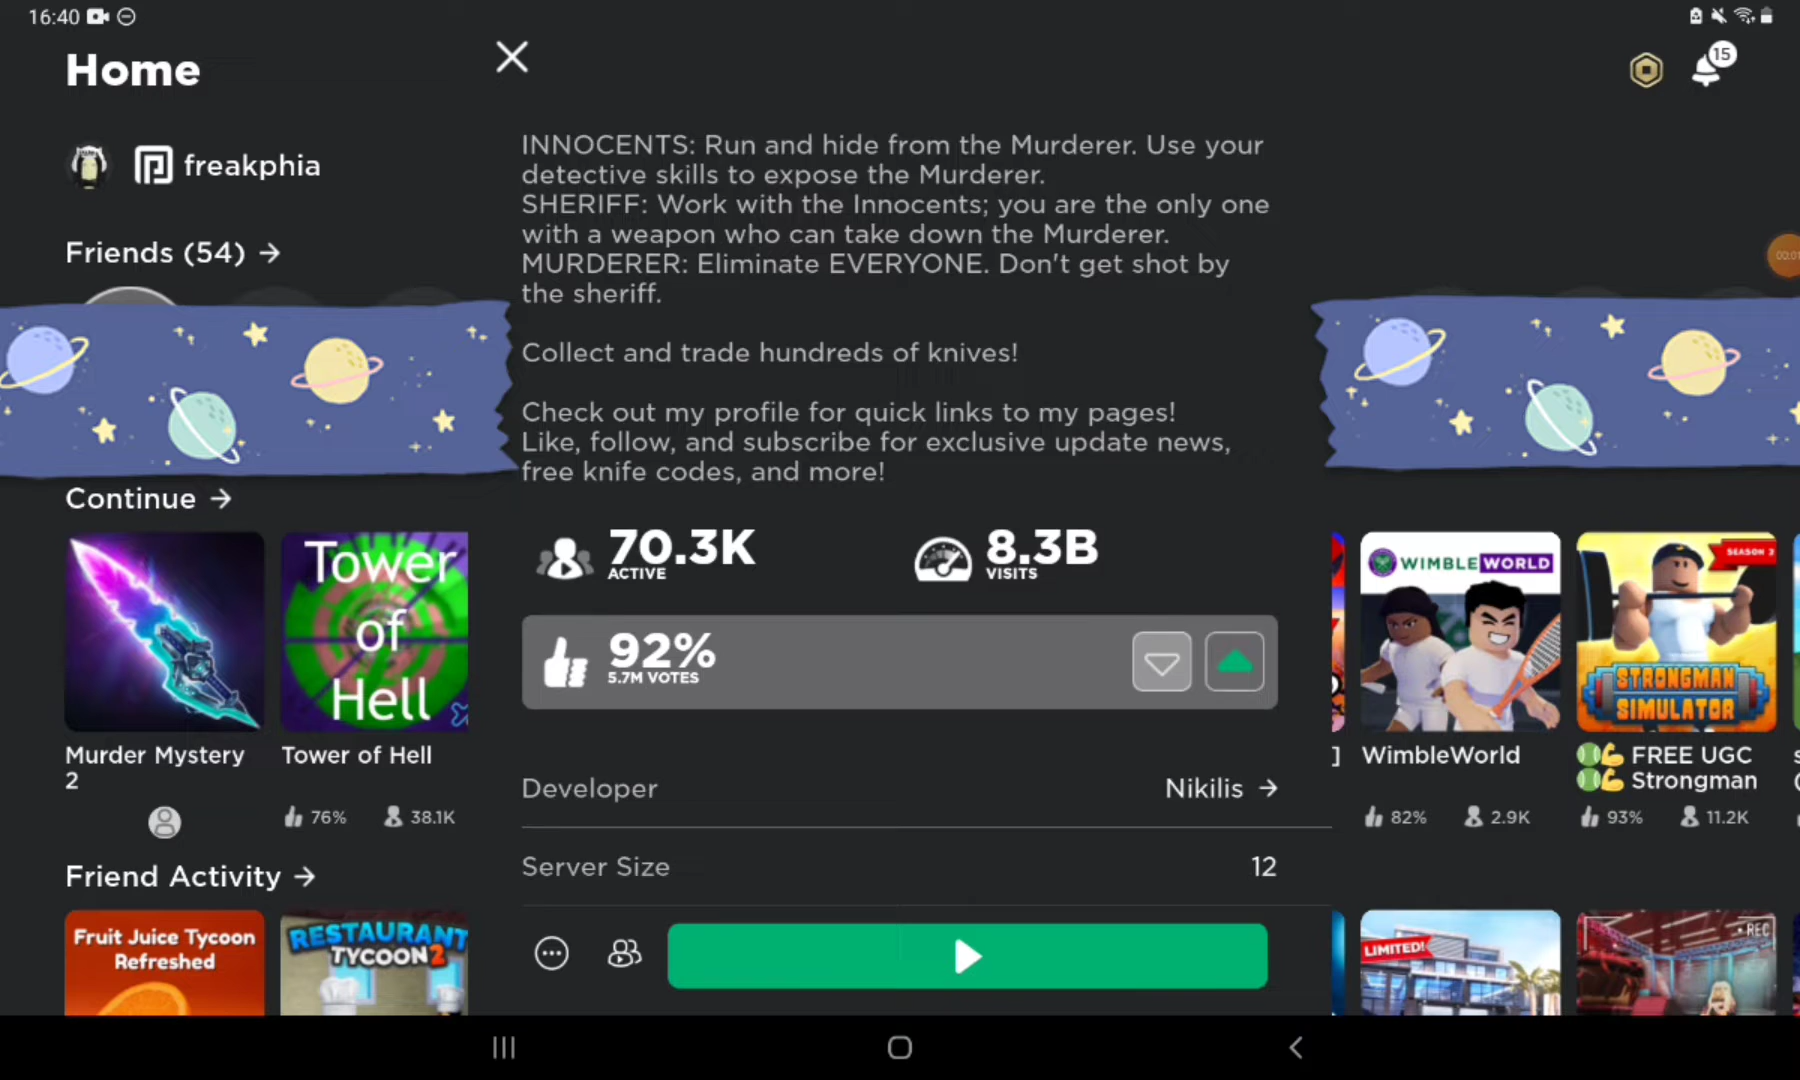 16:40
Home
15
freakphia
Friends (54) →
INNOCENTS: Run and hide from the Murderer. Use your
detective skills to expose the Murderer.
SHERIFF: Work with the Innocents; you are the only one
with a weapon who can take down the Murderer.
MURDERER: Eliminate EVERYONE. Don't get shot by
the sheriff.
Collect and trade hundreds of knives!
Check out my profile for quick links to my pages!
Like, follow, and subscribe for exclusive update news,
free knife codes, and more!
00:01
Continue →
70.3K
ACTIVE
8.3B
VISITS
92%
5.7M VOTES
Tower
of
Hell
WIMBLEWORLD
SEASON 2
STRONGMAN
SIMULATOR
Murder Mystery
2
Tower of Hell
76%
38.1K
Developer
Nikilis →
Server Size
12
]
WimbleWorld
82%
2.9K
FREE UGC
Strongman
93%
11.2K
Friend Activity →
Fruit Juice Tycoon
Refreshed
RESTAURANT
TYCOON 2
LIMITED!
REC